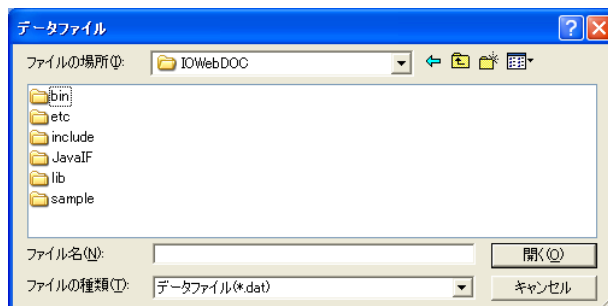 データファイル
ファイルの場所(I):
IOWebDOC
bin
etc
include
JavaIF
lib
sample
ファイル名(N):
開く(O)
ファイルの種類(T):
データファイル(*.dat)
キャンセル